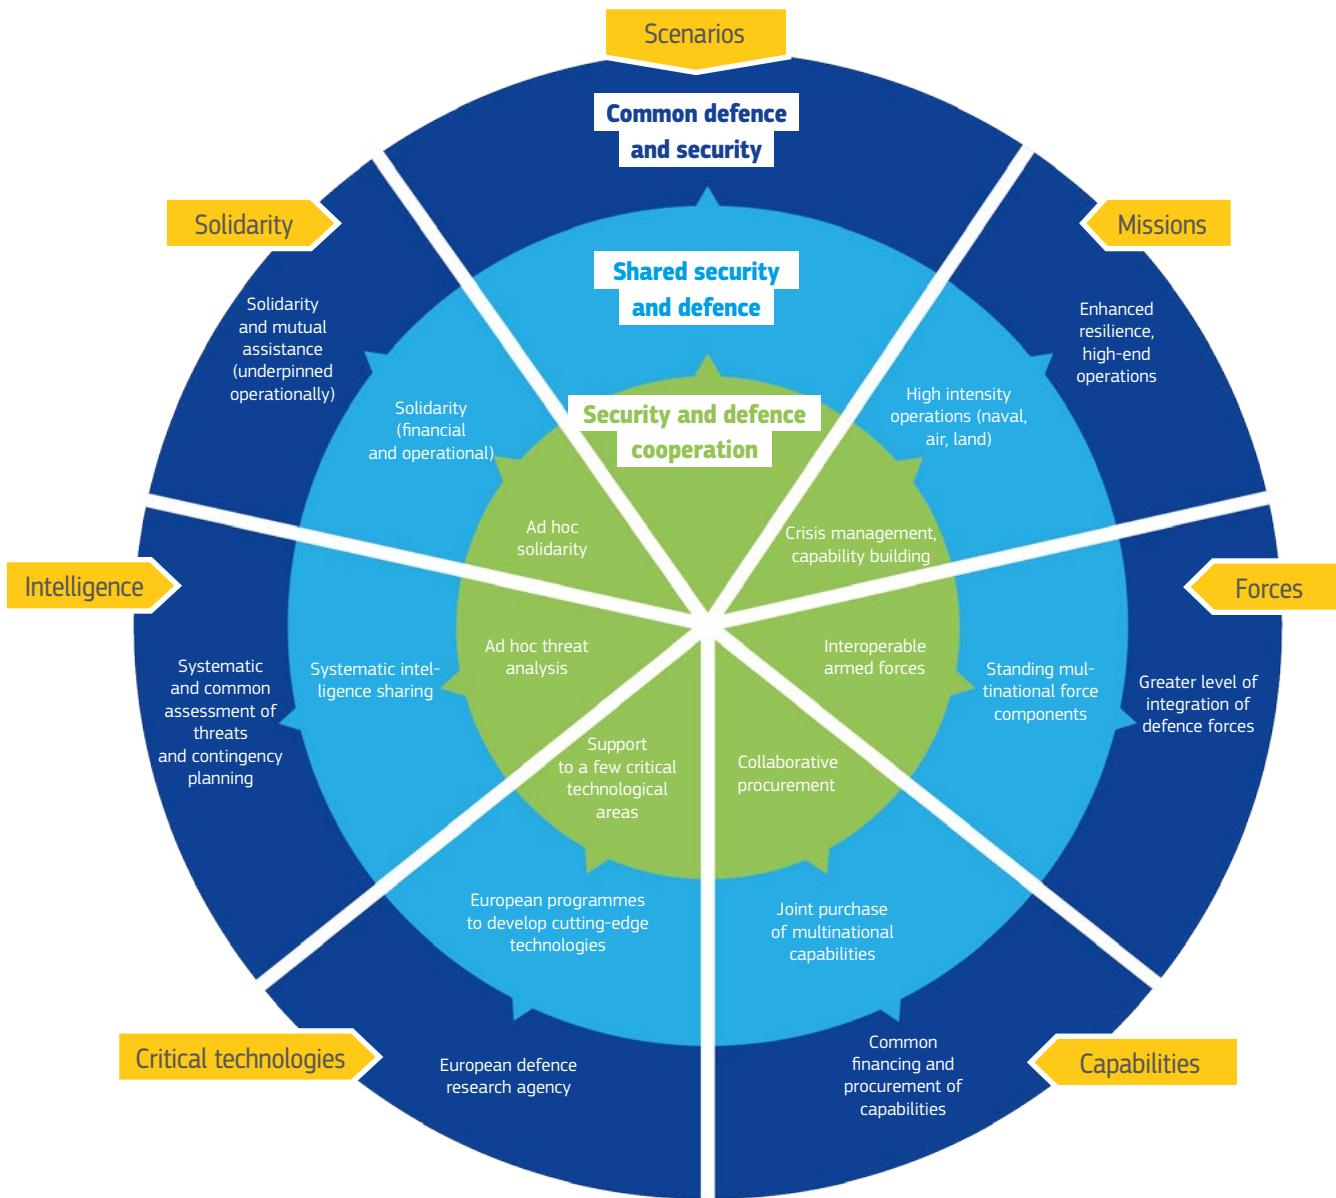 Scenarios
Common defence
and security
Shared security
and defence
Security and defence
cooperation
Missions
Enhanced
resilience,
high-end
operations
High intensity
operations (naval,
air, land)
Crisis management,
capability building
Forces
Greater level of
integration of
defence forces
Standing mul-
tinational force
components
Interoperable
armed forces
Capabilities
Common
financing and
procurement of
capabilities
Joint purchase
of multinational
capabilities
Collaborative
procurement
Critical technologies
European defence
research agency
European programmes
to develop cutting-edge
technologies
Support
to a few critical
technological
areas
Intelligence
Systematic
and common
assessment of
threats
and contingency
planning
Systematic intel-
ligence sharing
Ad hoc threat
analysis
Solidarity
Solidarity
and mutual
assistance
(underpinned
operationally)
Solidarity
(financial
and operational)
Ad hoc
solidarity